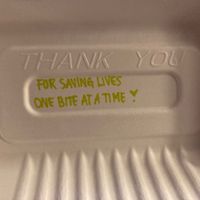 THANK YOU
FOR SAVING LIVES
ONE BITE AT A TIME